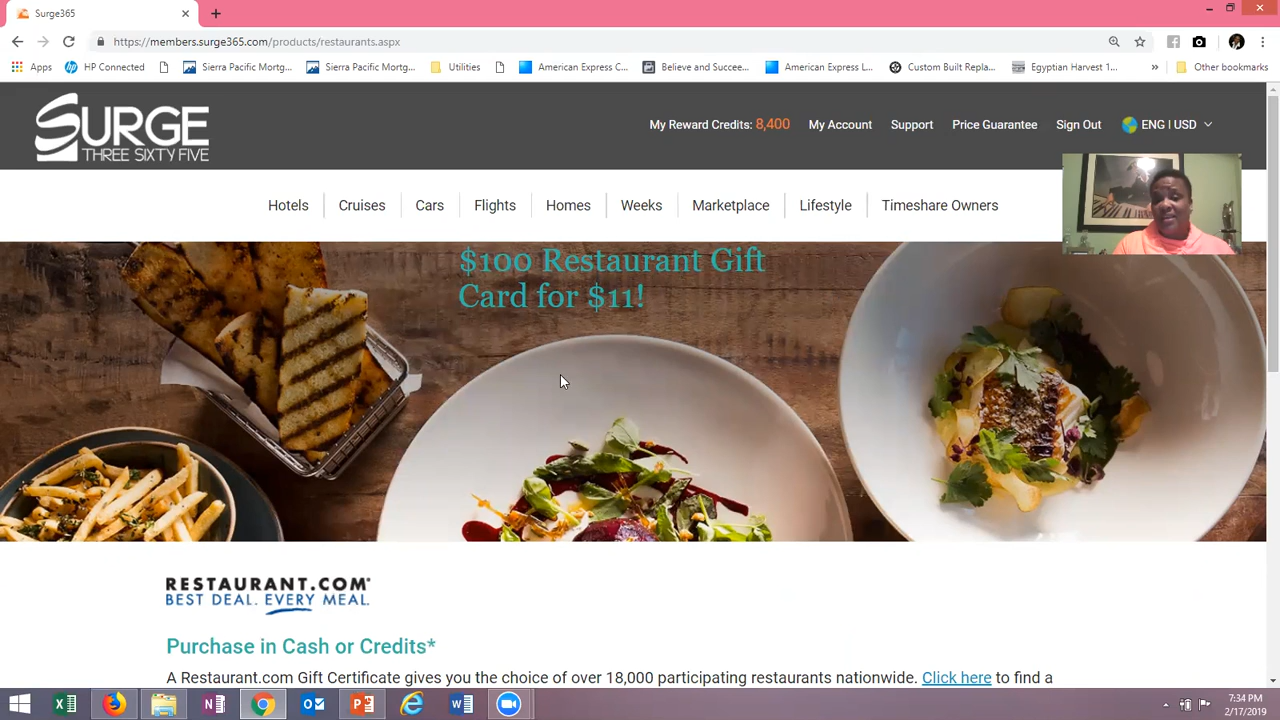 Surge365
https://members.surge365.com/products/restaurants.aspx
Apps HP Connected Sierra Pacific Mortg... Sierra Pacific Mortg... Utilities American Express C... Believe and Succee... American Express L... Custom Built Repla... Egyptian Harvest 1... » Other bookmarks
SURGE
THREE SIXTY FIVE
My Reward Credits: 8,400 My Account Support Price Guarantee Sign Out ENG | USD
Hotels Cruises Cars Flights Homes Weeks Marketplace Lifestyle Timeshare Owners
$100 Restaurant Gift
Card for $11!
RESTAURANT.COM®
BEST DEAL. EVERY MEAL.
Purchase in Cash or Credits*
A Restaurant.com Gift Certificate gives you the choice of over 18,000 participating restaurants nationwide. Click here to find a
7:34 PM
2/17/2019